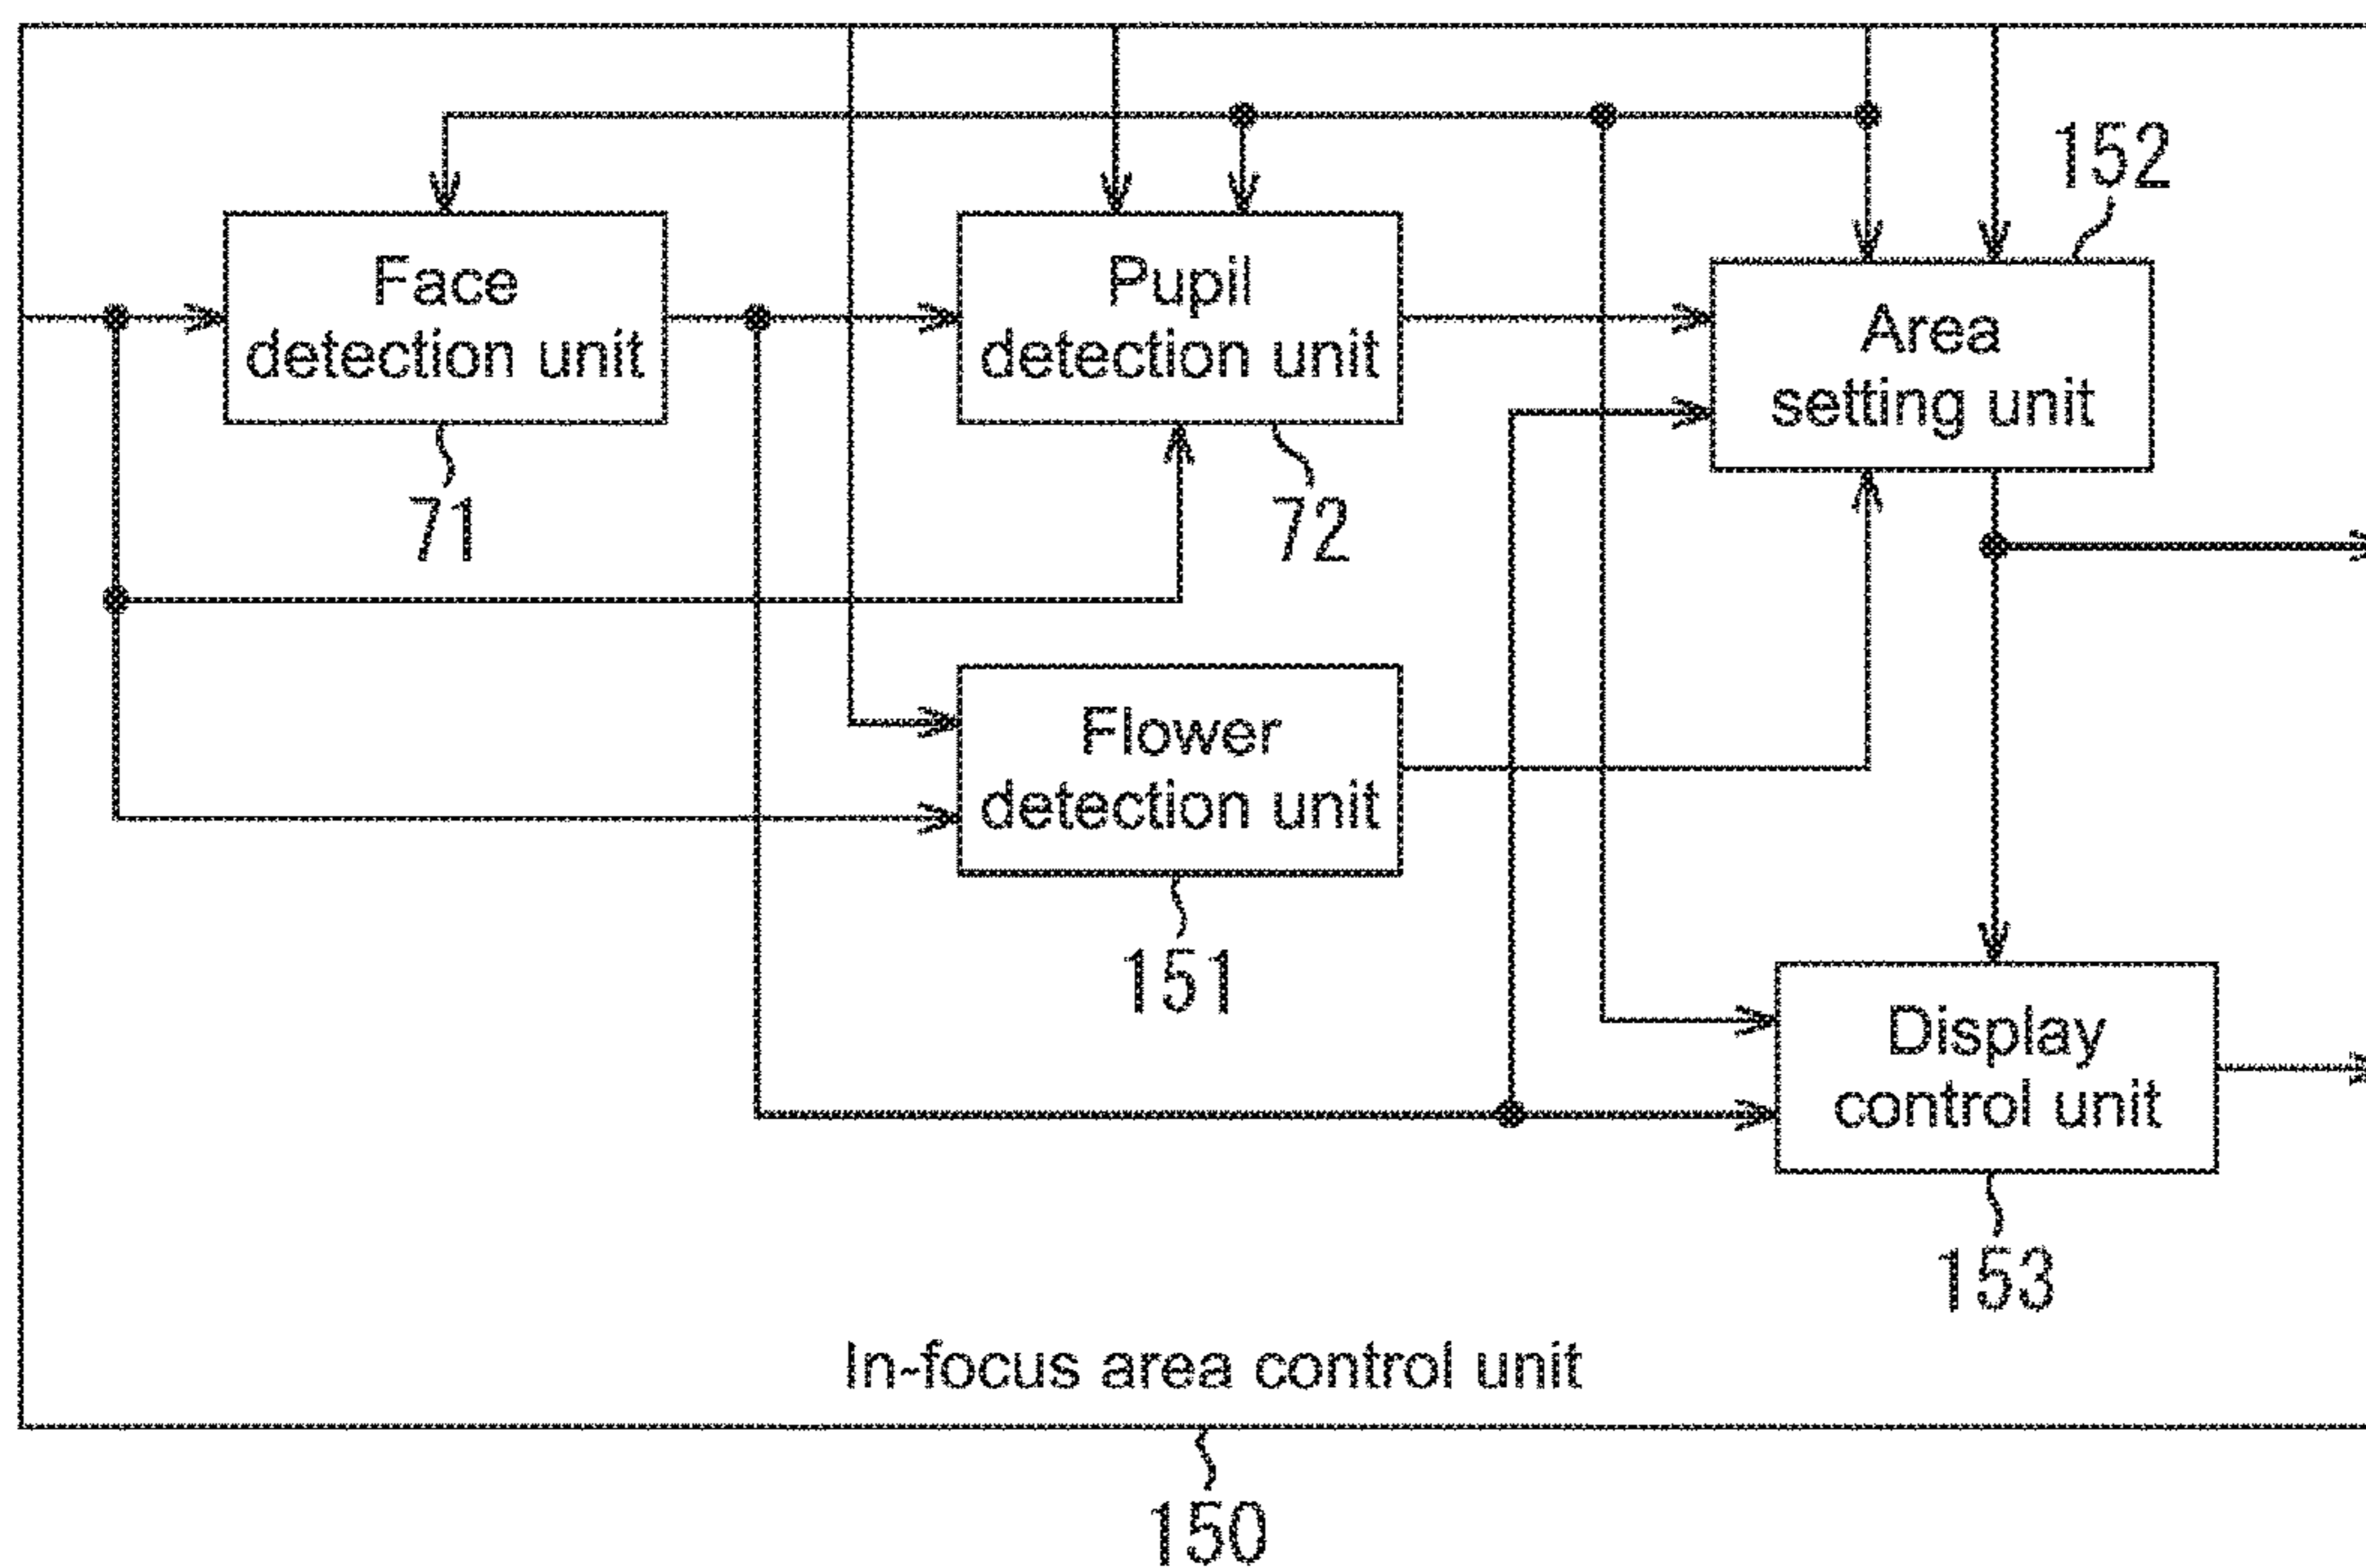 152
Face
detection unit
71
Pupil
detection unit
72
Area
setting unit
Flower
detection unit
151
Display
control unit
153
In-focus area control unit
150